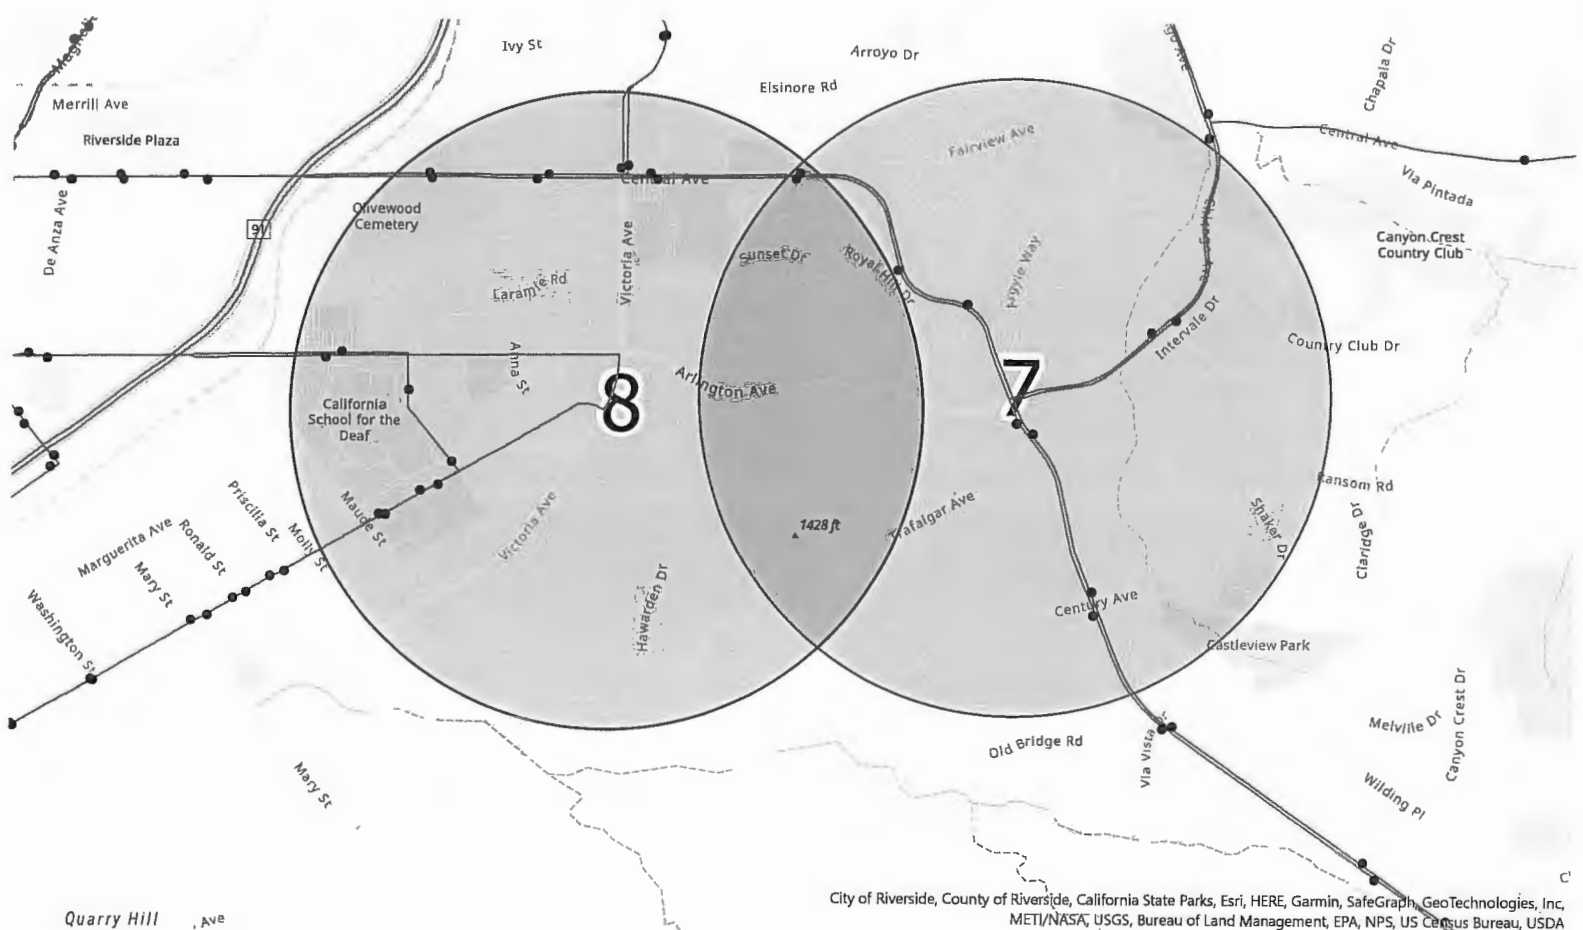 Ivy St
Arroyo Dr
Elsinore Rd
Chapala Dr
Merrill Ave
Riverside Plaza
Fairview Ave
Central Ave
Central Ave
Via Pintada
De Anza Ave
91
Olivewood
Cemetery
Victoria Ave
Sunset Dr
Royal Hill Dr
Argyle Way
Canyon Crest
Country Club
Laramie Rd
Intervale Dr
Country Club Dr
Anna St
8
7
Arlington Ave
California
School for the
Deaf
Priscilla St
Maude St
Victoria Ave
1428 ft
Trafalgar Ave
Shaker Dr
Ransom Rd
Claridge Dr
Marguerita Ave
Ronald St
Molly St
Mary St
Washington St
Hawarden Dr
Century Ave
Castleview Park
Old Bridge Rd
Via Vista
Melville Dr
Canyon Crest Dr
Wilding Pl
Mary St
Quarry Hill
Ave
City of Riverside, County of Riverside, California State Parks, Esri, HERE, Garmin, SafeGraph, GeoTechnologies, Inc,
METI/NASA, USGS, Bureau of Land Management, EPA, NPS, US Census Bureau, USDA